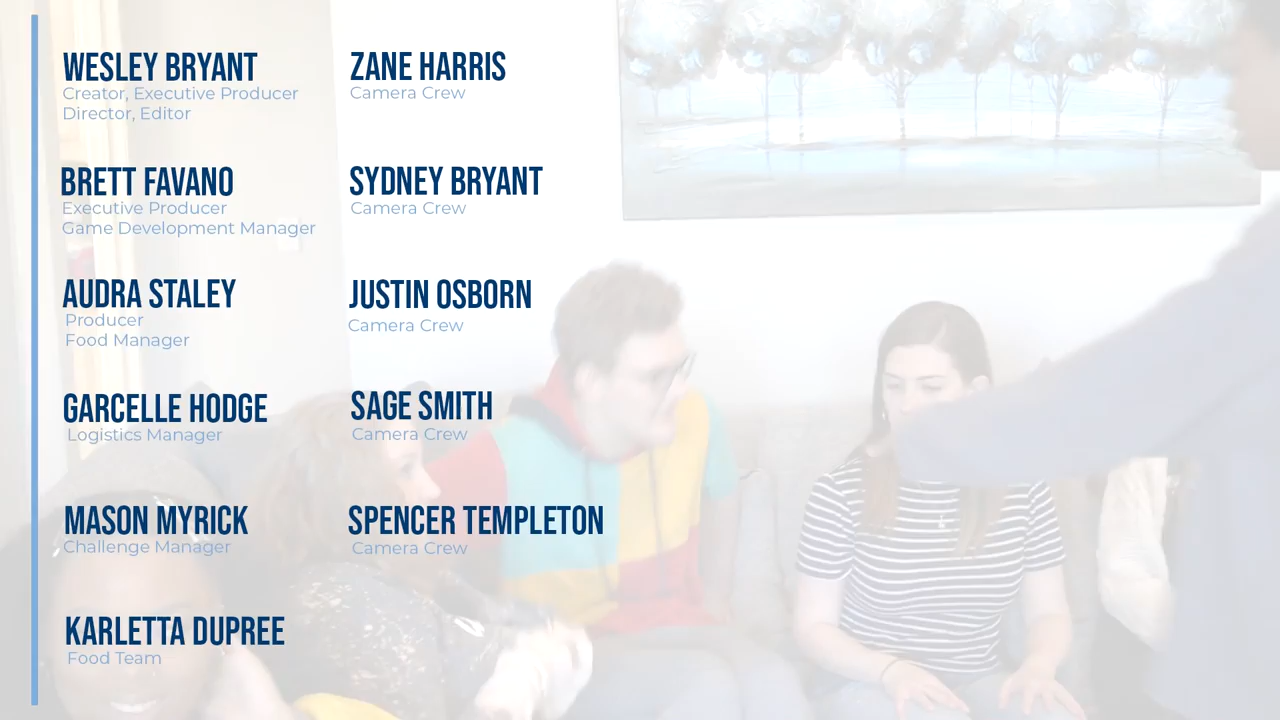 WESLEY BRYANT
Creator, Executive Producer
Director, Editor
BRETT FAVANO
Executive Producer
Game Development Manager
AUDRA STALEY
Producer
Food Manager
GARCELLE HODGE
Logistics Manager
MASON MYRICK
Challenge Manager
KARLETTA DUPREE
Food Team
ZANE HARRIS
Camera Crew
SYDNEY BRYANT
Camera Crew
JUSTIN OSBORN
Camera Crew
SAGE SMITH
Camera Crew
SPENCER TEMPLETON
Camera Crew